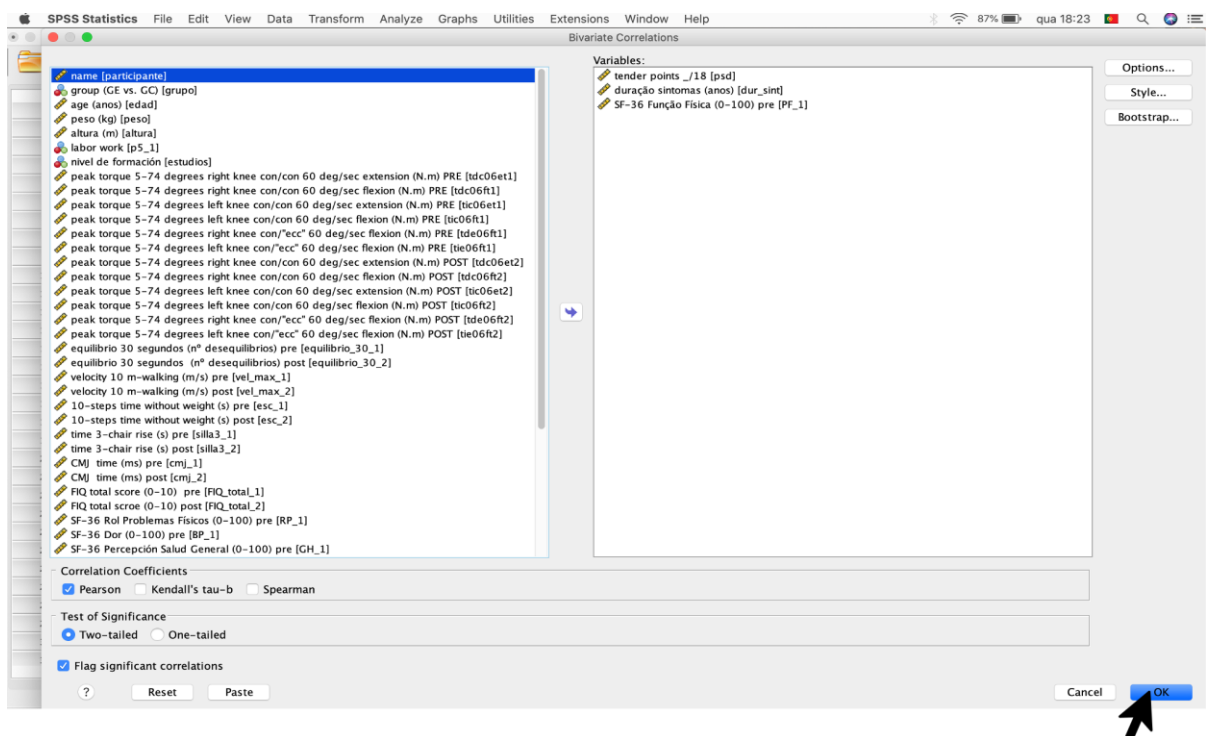 SPSS Statistics File Edit View Data Transform Analyze Graphs Utilities Extensions Window Help 87% qua 18:23
Bivariate Correlations
name [participante]
group (GE vs. GC) [grupo]
age (anos) [edad]
peso (kg) [peso]
altura (m) [altura]
labor work [p5_1]
nivel de formación [estudios]
peak torque 5-74 degrees right knee con/con 60 deg/sec extension (N.m) PRE [tdc06et1]
peak torque 5-74 degrees right knee con/con 60 deg/sec flexion (N.m) PRE [tdc06ft1]
peak torque 5-74 degrees left knee con/con 60 deg/sec extension (N.m) PRE [tic06et1]
peak torque 5-74 degrees left knee con/con 60 deg/sec flexion (N.m) PRE [tic06ft1]
peak torque 5-74 degrees right knee con/"ecc" 60 deg/sec flexion (N.m) PRE [tde06ft1]
peak torque 5-74 degrees left knee con/"ecc" 60 deg/sec flexion (N.m) PRE [tie06ft1]
peak torque 5-74 degrees right knee con/con 60 deg/sec extension (N.m) POST [tdc06et2]
peak torque 5-74 degrees right knee con/con 60 deg/sec flexion (N.m) POST [tdc06ft2]
peak torque 5-74 degrees left knee con/con 60 deg/sec extension (N.m) POST [tic06et2]
peak torque 5-74 degrees left knee con/con 60 deg/sec flexion (N.m) POST [tic06ft2]
peak torque 5-74 degrees right knee con/"ecc" 60 deg/sec flexion (N.m) POST [tde06ft2]
peak torque 5-74 degrees left knee con/"ecc" 60 deg/sec flexion (N.m) POST [tie06ft2]
equilibrio 30 segundos (nº desequilibrios) pre [equilibrio_30_1]
equilibrio 30 segundos (nº desequilibrios) post [equilibrio_30_2]
velocity 10 m-walking (m/s) pre [vel_max_1]
velocity 10 m-walking (m/s) post [vel_max_2]
10-steps time without weight (s) pre [esc_1]
10-steps time without weight (s) post [esc_2]
time 3-chair rise (s) pre [silla3_1]
time 3-chair rise (s) post [silla3_2]
CMJ time (ms) pre [cmj_1]
CMJ time (ms) post [cmj_2]
FIQ total score (0-10) pre [FIQ_total_1]
FIQ total scroe (0-10) post [FIQ_total_2]
SF-36 Rol Problemas Físicos (0-100) pre [RP_1]
SF-36 Dor (0-100) pre [BP_1]
SF-36 Percepción Salud General (0-100) pre [GH_1]
Variables:
tender points _/18 [psd]
duração sintomas (anos) [dur_sint]
SF-36 Função Física (0-100) pre [PF_1]
Options...
Style...
Bootstrap...
Correlation Coefficients
Pearson Kendall's tau-b Spearman
Test of Significance
Two-tailed One-tailed
Flag significant correlations
? Reset Paste Cancel OK